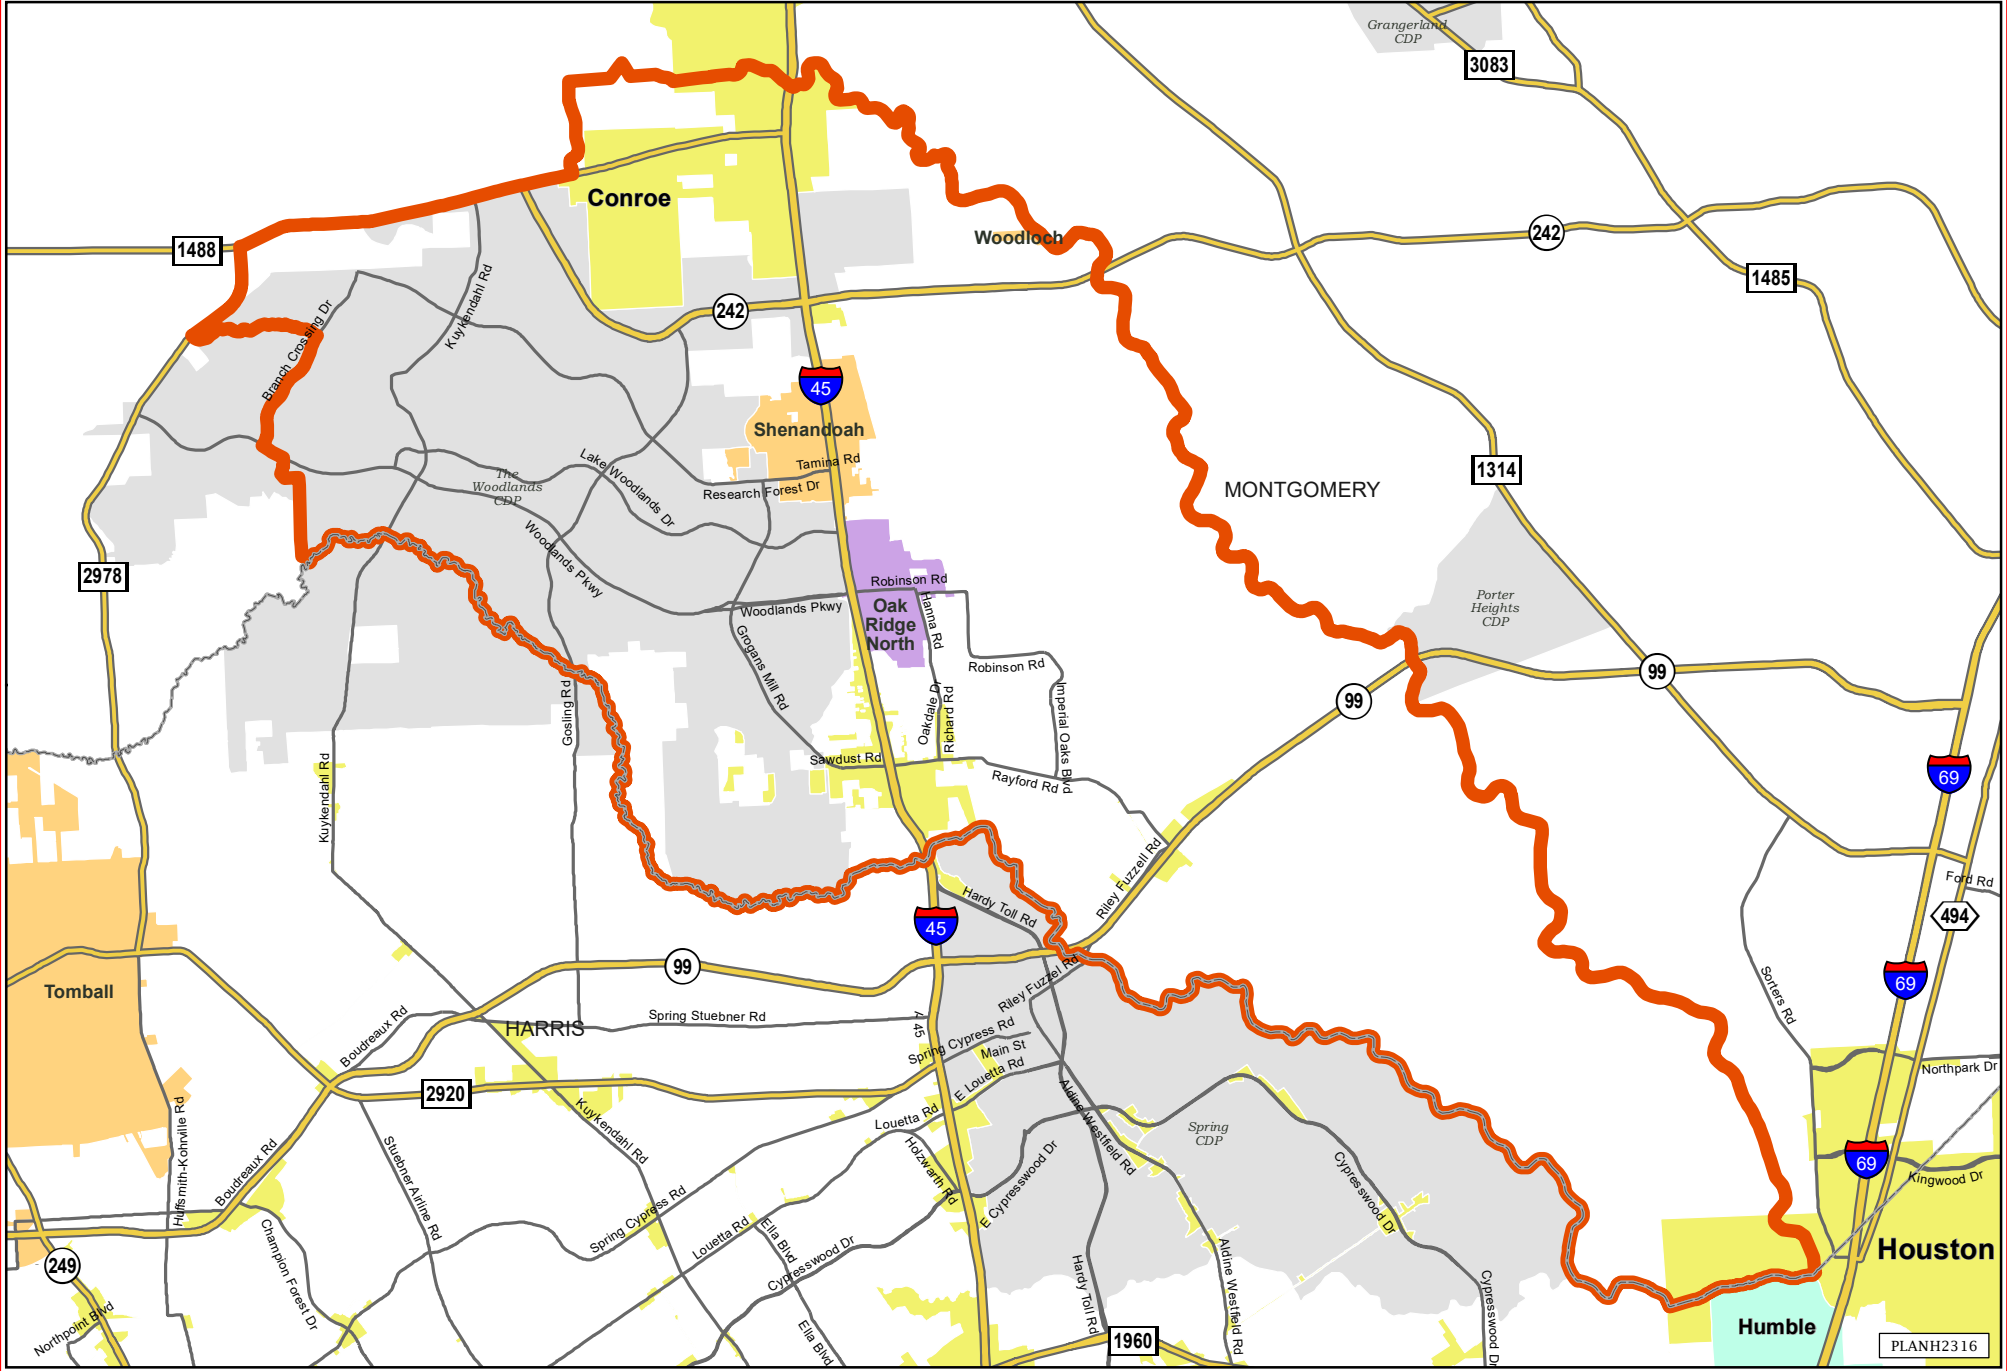 Grangerland
CDP
3083
Conroe
Woodloch
242
1488
1485
Kuykendahl Rd
242
Branch Crossing Dr
45
Shenandoah
Tamina Rd
The
Woodlands
CDP
Lake Woodlands Dr
Research Forest Dr
1314
MONTGOMERY
Woodlands Pkwy
2978
Robinson Rd
Woodlands Pkwy
Oak
Ridge
North
Hanna Rd
Porter
Heights
CDP
Grogans Mill Rd
Robinson Rd
99
99
Gosling Rd
Oakdale Dr
Richard Rd
Imperial Oaks Blvd
Kuykendahl Rd
Sawdust Rd
Rayford Rd
69
Riley Fuzzell Rd
Ford Rd
Hardy Toll Rd
45
494
99
Tomball
Riley Fuzzel Rd
69
Sorters Rd
Boudreaux Rd
HARRIS
Spring Stuebner Rd
I 45
Spring Cypress Rd
Main St
E Louetta Rd
2920
Northpark Dr
Kuykendahl Rd
Louetta Rd
Aldine Westfield Rd
Spring
CDP
Huffsmith-Kohrville Rd
Boudreaux Rd
Stuebner Airline Rd
Holzwarth Rd
E Cypresswood Dr
Cypresswood Dr
69
Kingwood Dr
Spring Cypress Rd
Louetta Rd
Ella Blvd
Cypresswood Dr
Champion Forest Dr
249
Houston
Hardy Toll Rd
Aldine Westfield Rd
Cypresswood Dr
Northpoint Blvd
Ella Blvd
1960
Humble
PLANH2316